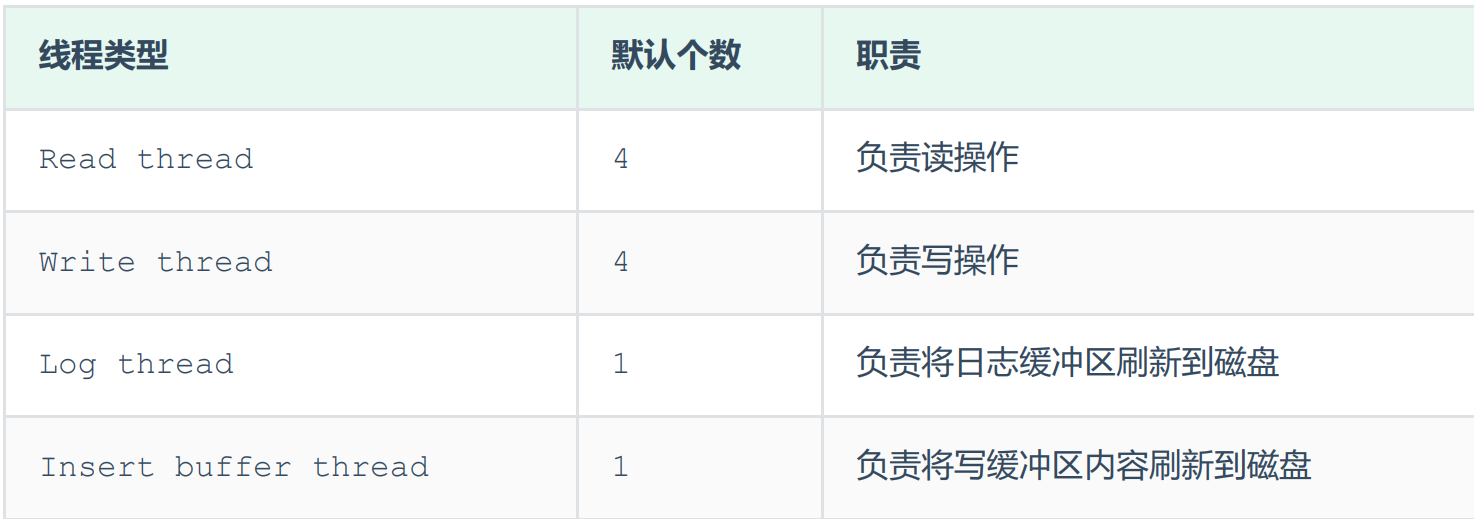 线程类型 默认个数 职责
Read thread 4 负责读操作
Write thread 4 负责写操作
Log thread 1 负责将日志缓冲区刷新到磁盘
Insert buffer thread 1 负责将写缓冲区内容刷新到磁盘